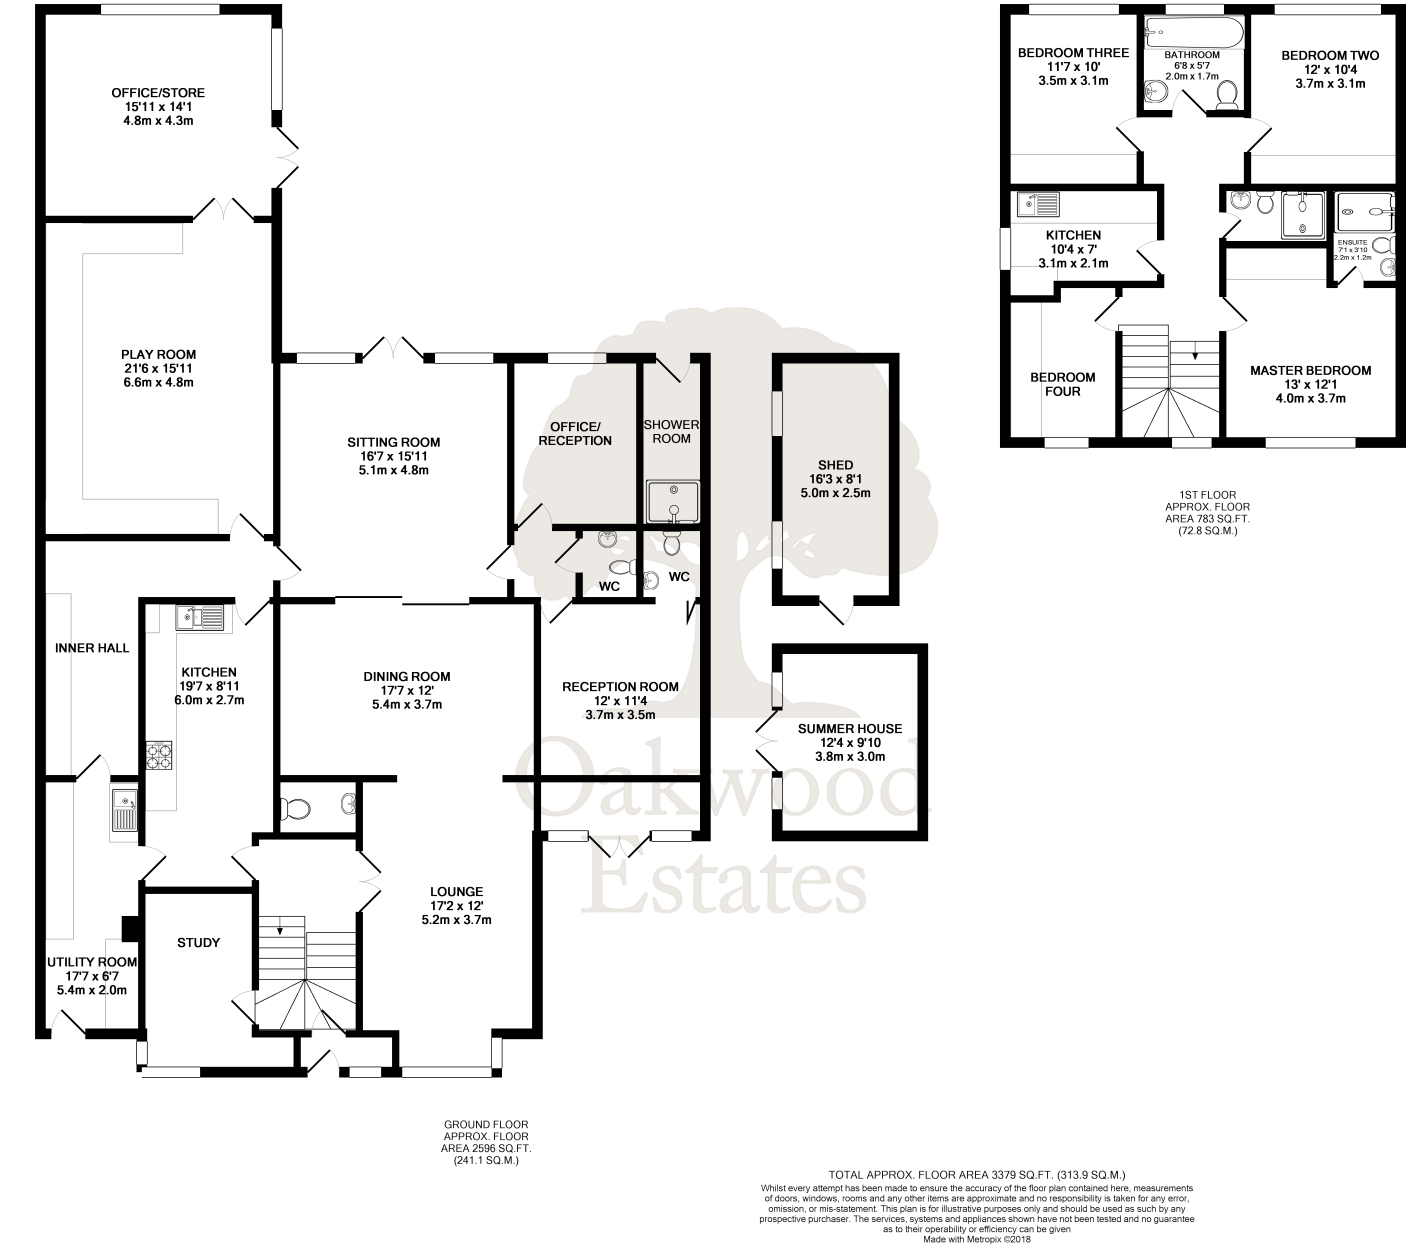 OFFICE/STORE
15'11 x 14'1
4.8m x 4.3m
PLAY ROOM
21'6 x 15'11
6.6m x 4.8m
SITTING ROOM
16'7 x 15'11
5.1m x 4.8m
OFFICE/
RECEPTION
SHOWER
ROOM
WC
WC
INNER HALL
KITCHEN
19'7 x 8'11
6.0m x 2.7m
DINING ROOM
17'7 x 12'
5.4m x 3.7m
RECEPTION ROOM
12' x 11'4
3.7m x 3.5m
LOUNGE
17'2 x 12'
5.2m x 3.7m
STUDY
UTILITY ROOM
17'7 x 6'7
5.4m x 2.0m
SHED
16'3 x 8'1
5.0m x 2.5m
SUMMER HOUSE
12'4 x 9'10
3.8m x 3.0m
Oakwood
Estates
GROUND FLOOR
APPROX. FLOOR
AREA 2596 SQ.FT.
(241.1 SQ.M.)
BEDROOM THREE
11'7 x 10'
3.5m x 3.1m
BATHROOM
6'8 x 5'7
2.0m x 1.7m
BEDROOM TWO
12' x 10'4
3.7m x 3.1m
KITCHEN
10'4 x 7'
3.1m x 2.1m
ENSUITE
7'1 x 3'10
2.2m x 1.2m
BEDROOM
FOUR
MASTER BEDROOM
13' x 12'1
4.0m x 3.7m
1ST FLOOR
APPROX. FLOOR
AREA 783 SQ.FT.
(72.8 SQ.M.)
TOTAL APPROX. FLOOR AREA 3379 SQ.FT. (313.9 SQ.M.)
Whilst every attempt has been made to ensure the accuracy of the floor plan contained here, measurements
of doors, windows, rooms and any other items are approximate and no responsibility is taken for any error,
omission, or mis-statement. This plan is for illustrative purposes only and should be used as such by any
prospective purchaser. The services, systems and appliances shown have not been tested and no guarantee
as to their operability or efficiency can be given
Made with Metropix ©2018